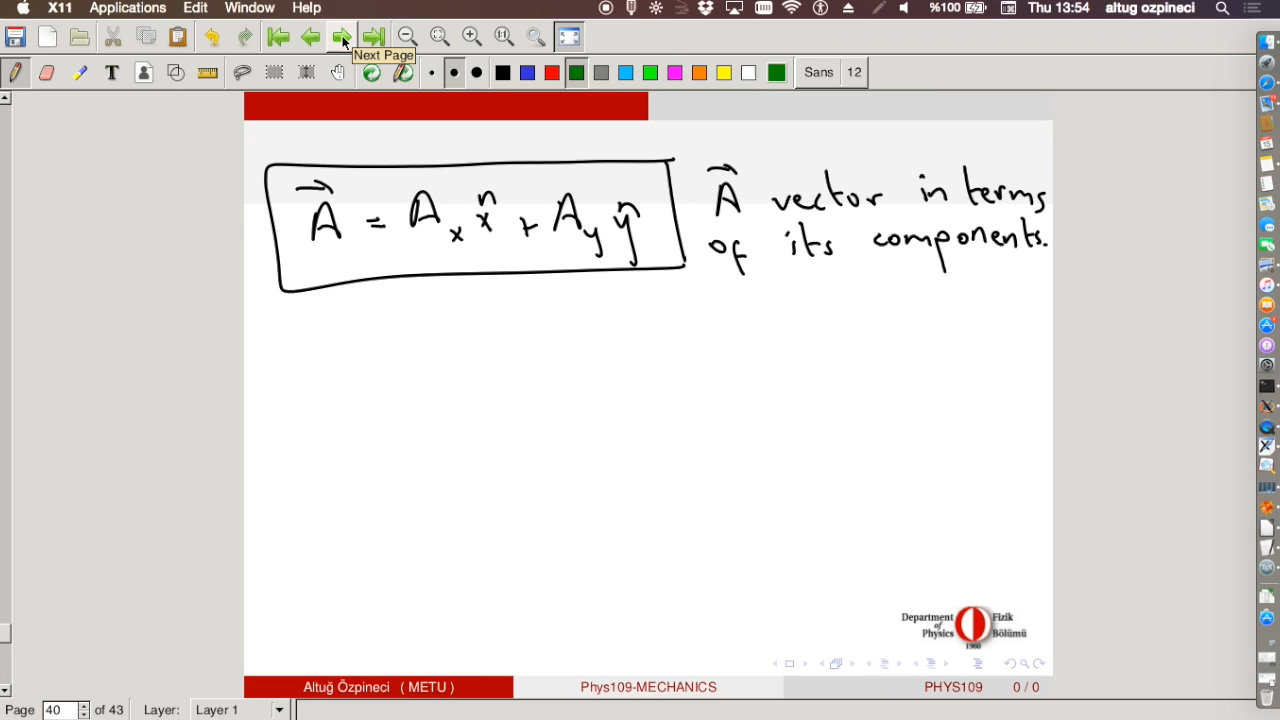 X11 Applications Edit Window Help %100 Thu 13:54 altug ozpineci
Next Page
Sans 12
A⃗ = Aₓ x̂ + A_y ŷ
A⃗ vector in terms
of its components.
Department of Physics
Fizik Bölümü
1960
Altuğ Özpineci ( METU ) Phys109-MECHANICS PHYS109 0 / 0
Page 40 of 43 Layer: Layer 1